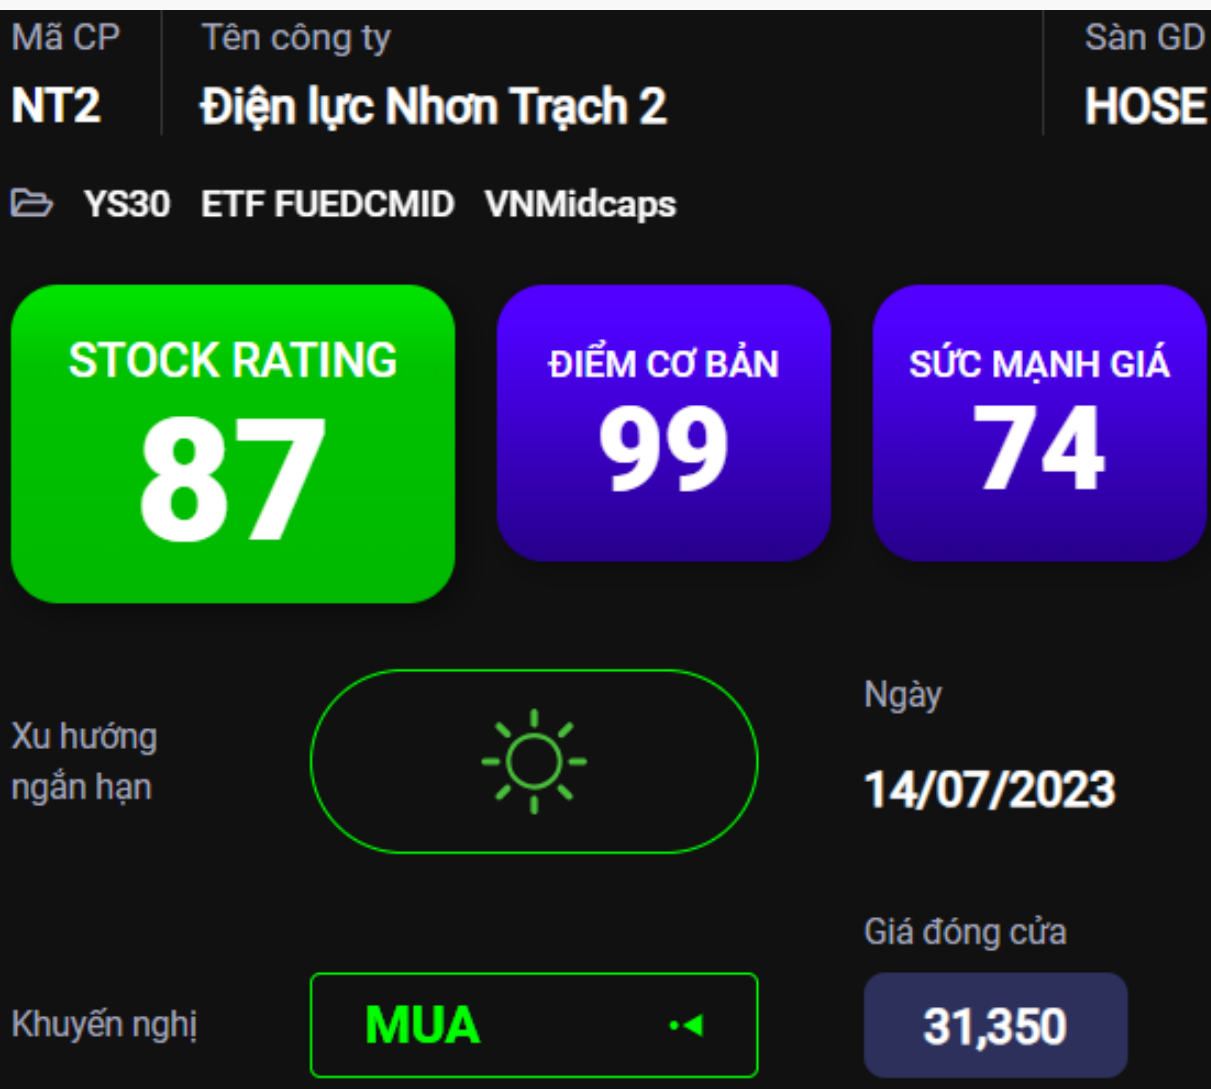 Mã CP
Tên công ty
Sàn GD
NT2
Điện lực Nhơn Trạch 2
HOSE
YS30 ETF FUEDCMID VNMidcaps
STOCK RATING
87
ĐIỂM CƠ BẢN
99
SỨC MẠNH GIÁ
74
Xu hướng
ngắn hạn
Ngày
14/07/2023
Giá đóng cửa
31,350
Khuyến nghị
MUA